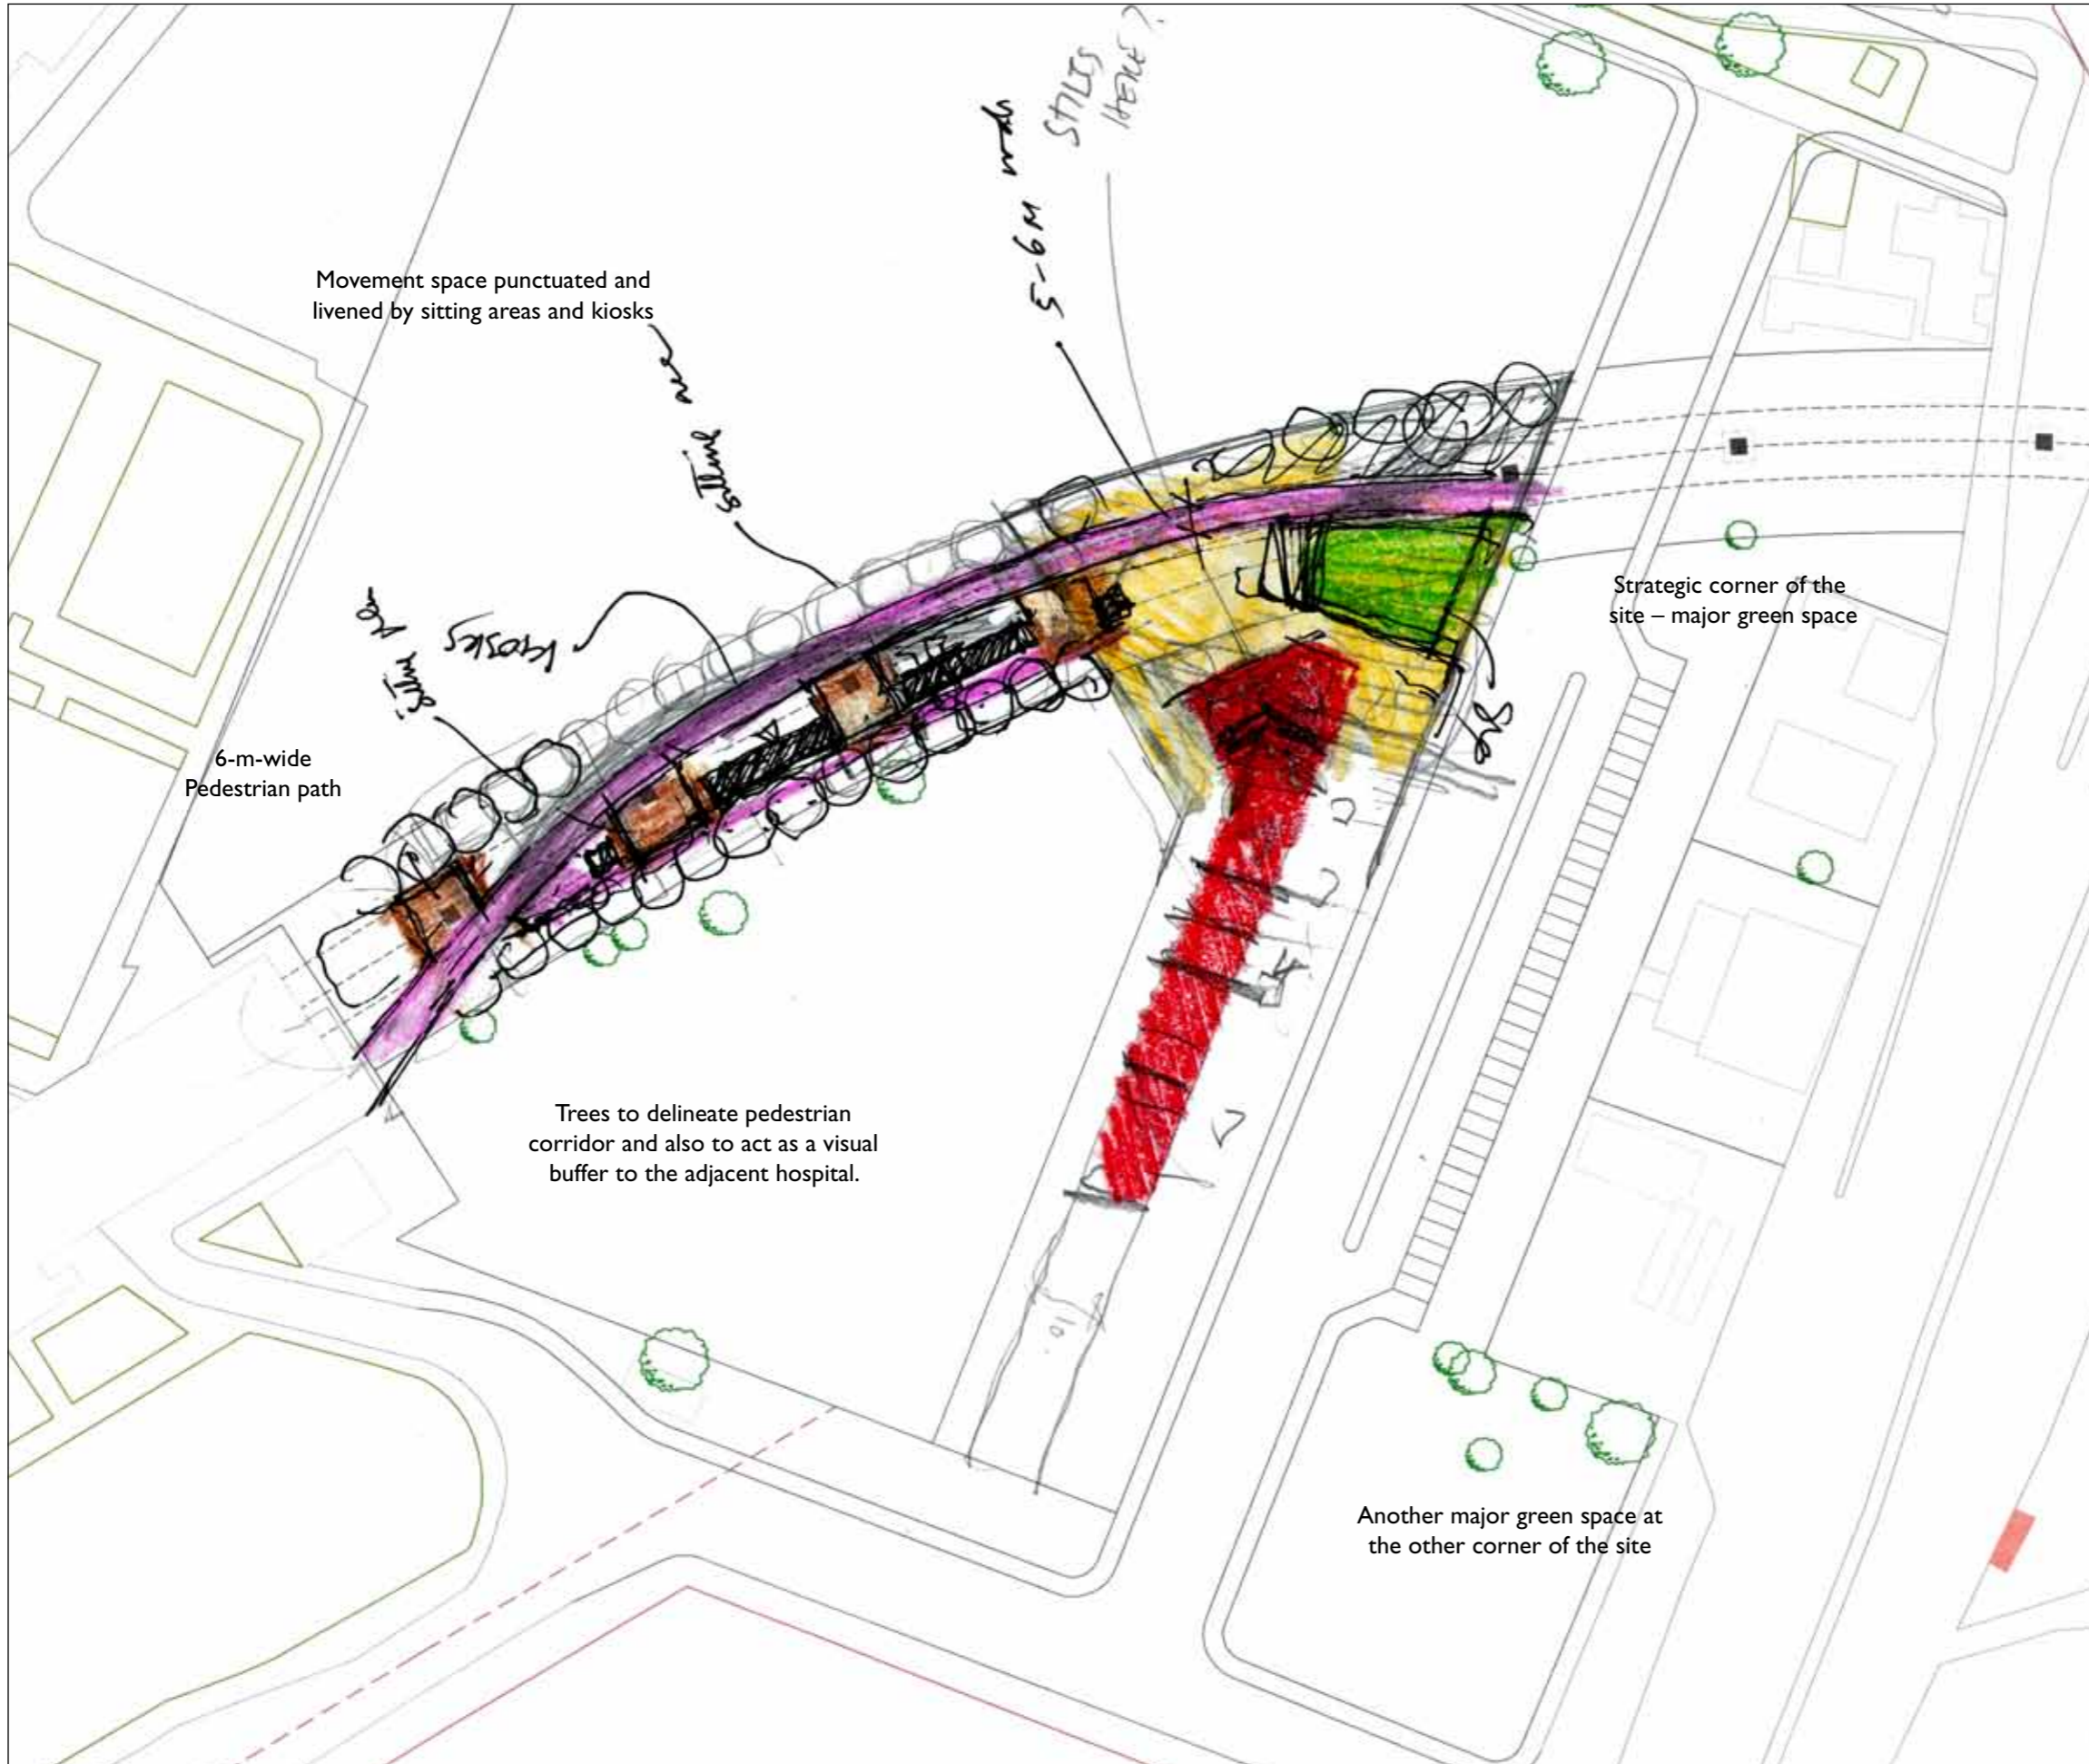 STILTS
HERE ?
5-6M
Movement space punctuated and
livened by sitting areas and kiosks
sitting area
Strategic corner of the
site – major green space
KIOSKS
6-m-wide
Pedestrian path
Trees to delineate pedestrian
corridor and also to act as a visual
buffer to the adjacent hospital.
10.
Another major green space at
the other corner of the site